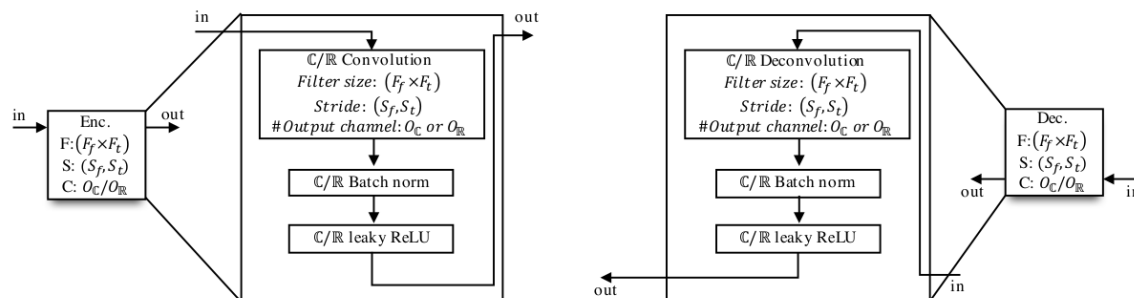 in
out
ℂ/ℝ Convolution
Filter size: (F_f×F_t)
Stride: (S_f,S_t)
#Output channel: O_ℂ or O_ℝ
ℂ/ℝ Batch norm
ℂ/ℝ leaky ReLU
in
out
Enc.
F:(F_f×F_t)
S: (S_f,S_t)
C: O_ℂ/O_ℝ
ℂ/ℝ Deconvolution
Filter size: (F_f×F_t)
Stride: (S_f,S_t)
#Output channel: O_ℂ or O_ℝ
ℂ/ℝ Batch norm
ℂ/ℝ leaky ReLU
out
in
Dec.
F:(F_f×F_t)
S: (S_f,S_t)
C: O_ℂ/O_ℝ
out
in